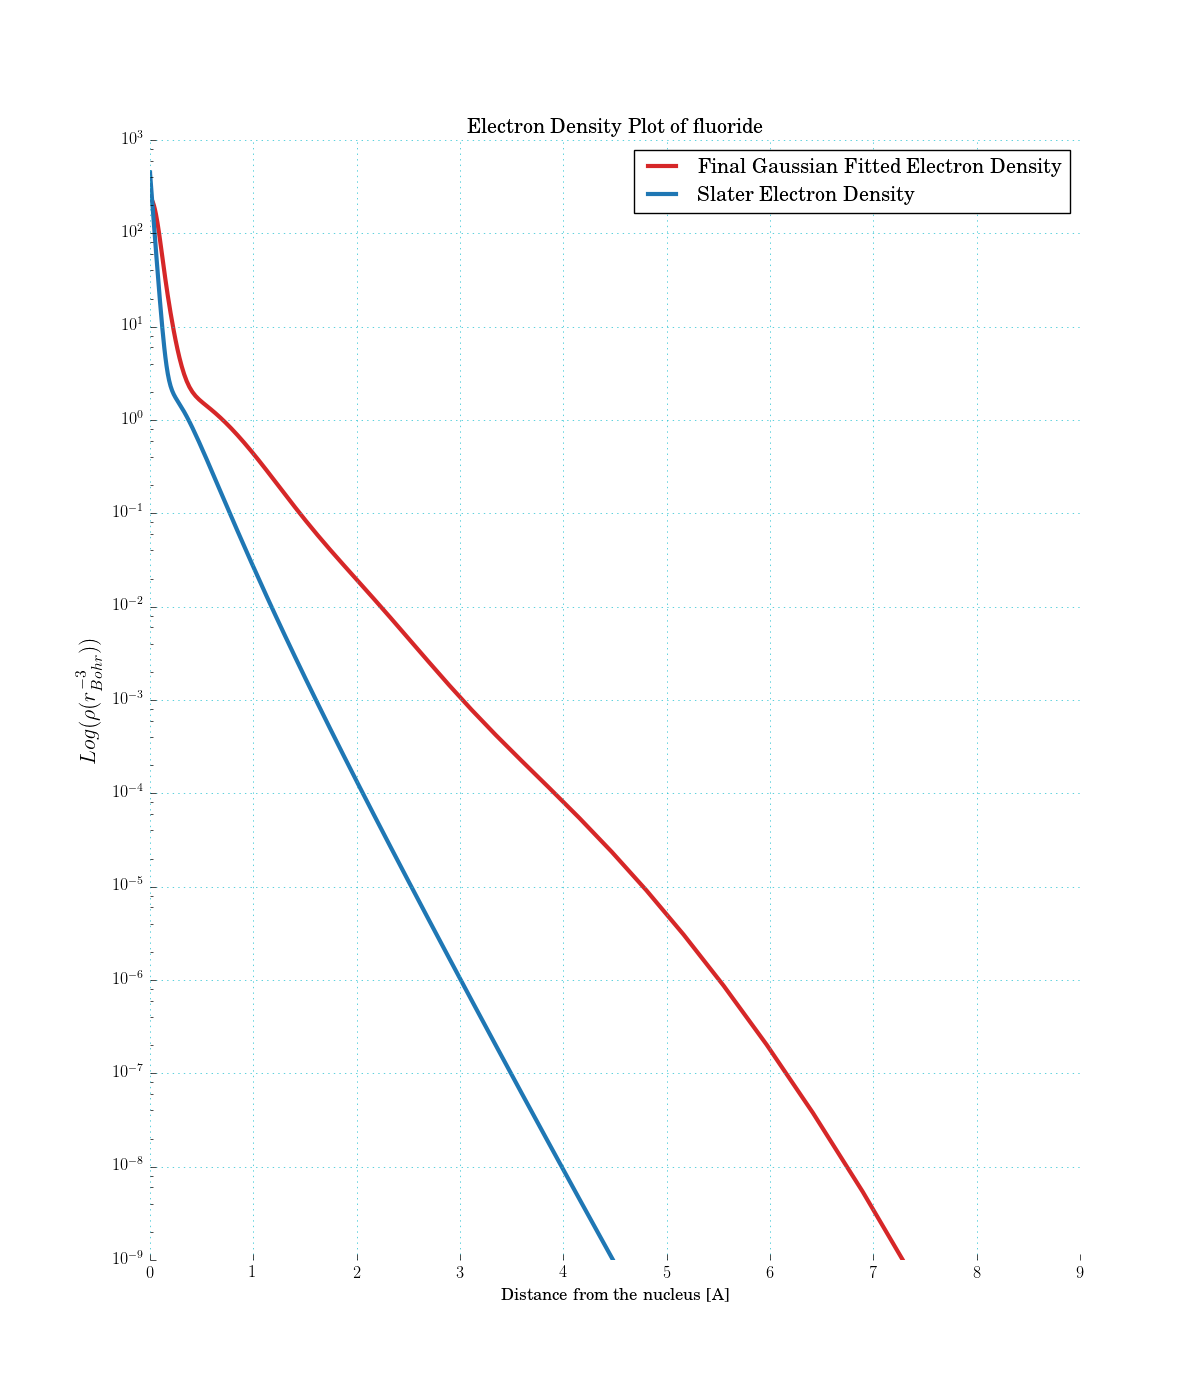 Electron Density Plot of fluoride
Final Gaussian Fitted Electron Density
Slater Electron Density
10^3
10^2
10^1
10^0
10^−1
10^−2
10^−3
10^−4
10^−5
10^−6
10^−7
10^−8
10^−9
Log(ρ(r_{Bohr}^{−3}))
0 1 2 3 4 5 6 7 8 9
Distance from the nucleus [A]